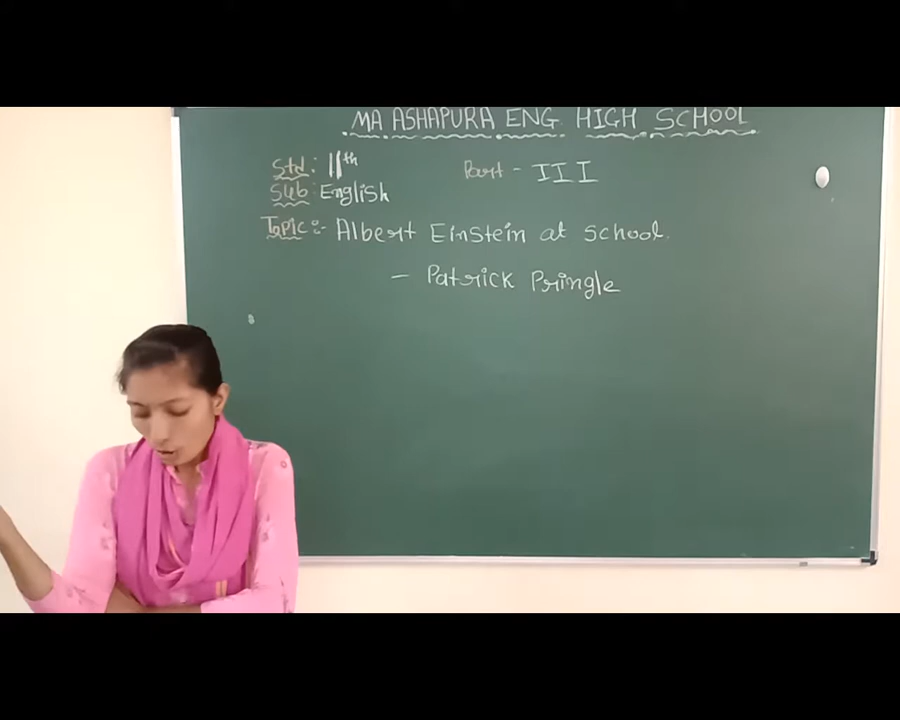 MA ASHAPURA ENG. HIGH SCHOOL
Std: 11th Part - III
Sub: English
Topic:- Albert Einstein at school.
- Patrick Pringle